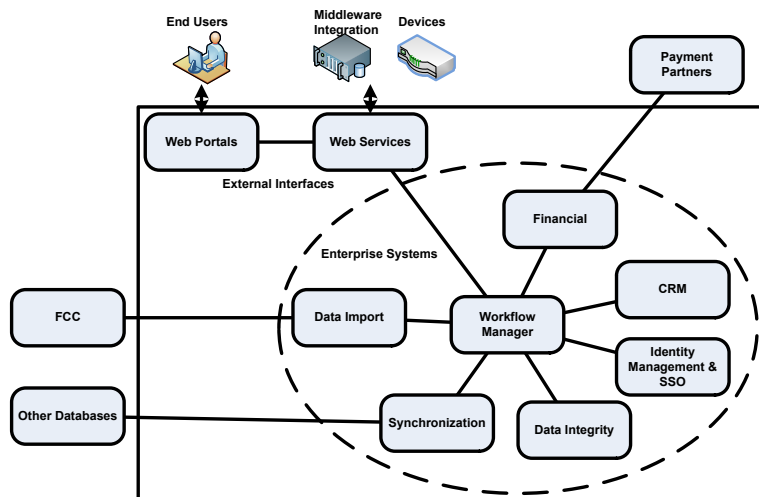 End Users
Middleware
Integration
Devices
Payment
Partners
Web Portals
Web Services
External Interfaces
Financial
Enterprise Systems
CRM
FCC
Data Import
Workflow
Manager
Identity
Management &
SSO
Other Databases
Synchronization
Data Integrity